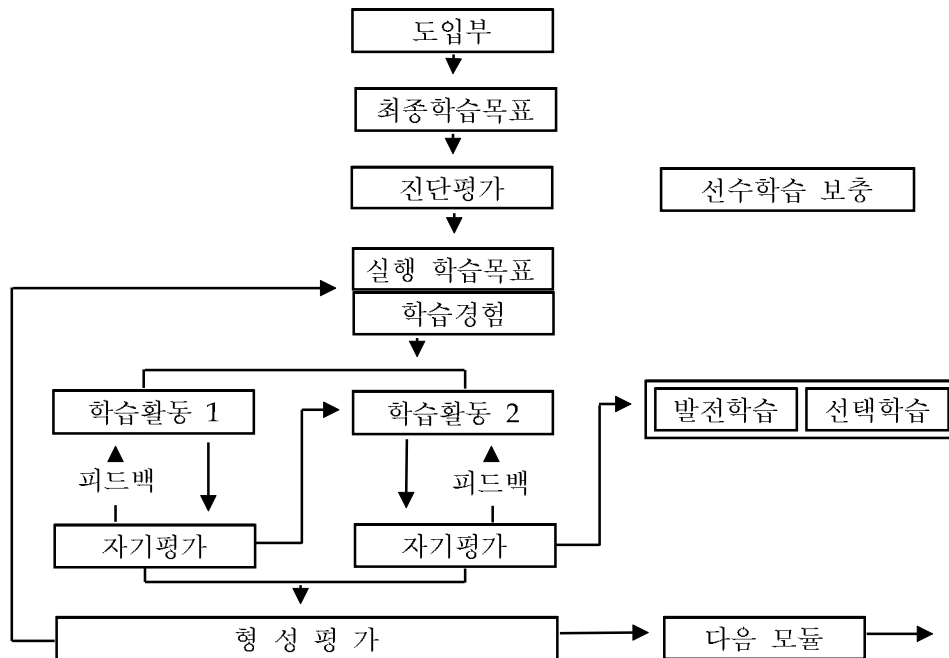 도입부
최종학습목표
진단평가
선수학습 보충
실행 학습목표
학습경험
학습활동 1
학습활동 2
발전학습
선택학습
피드백
피드백
자기평가
자기평가
형 성 평 가
다음 모듈